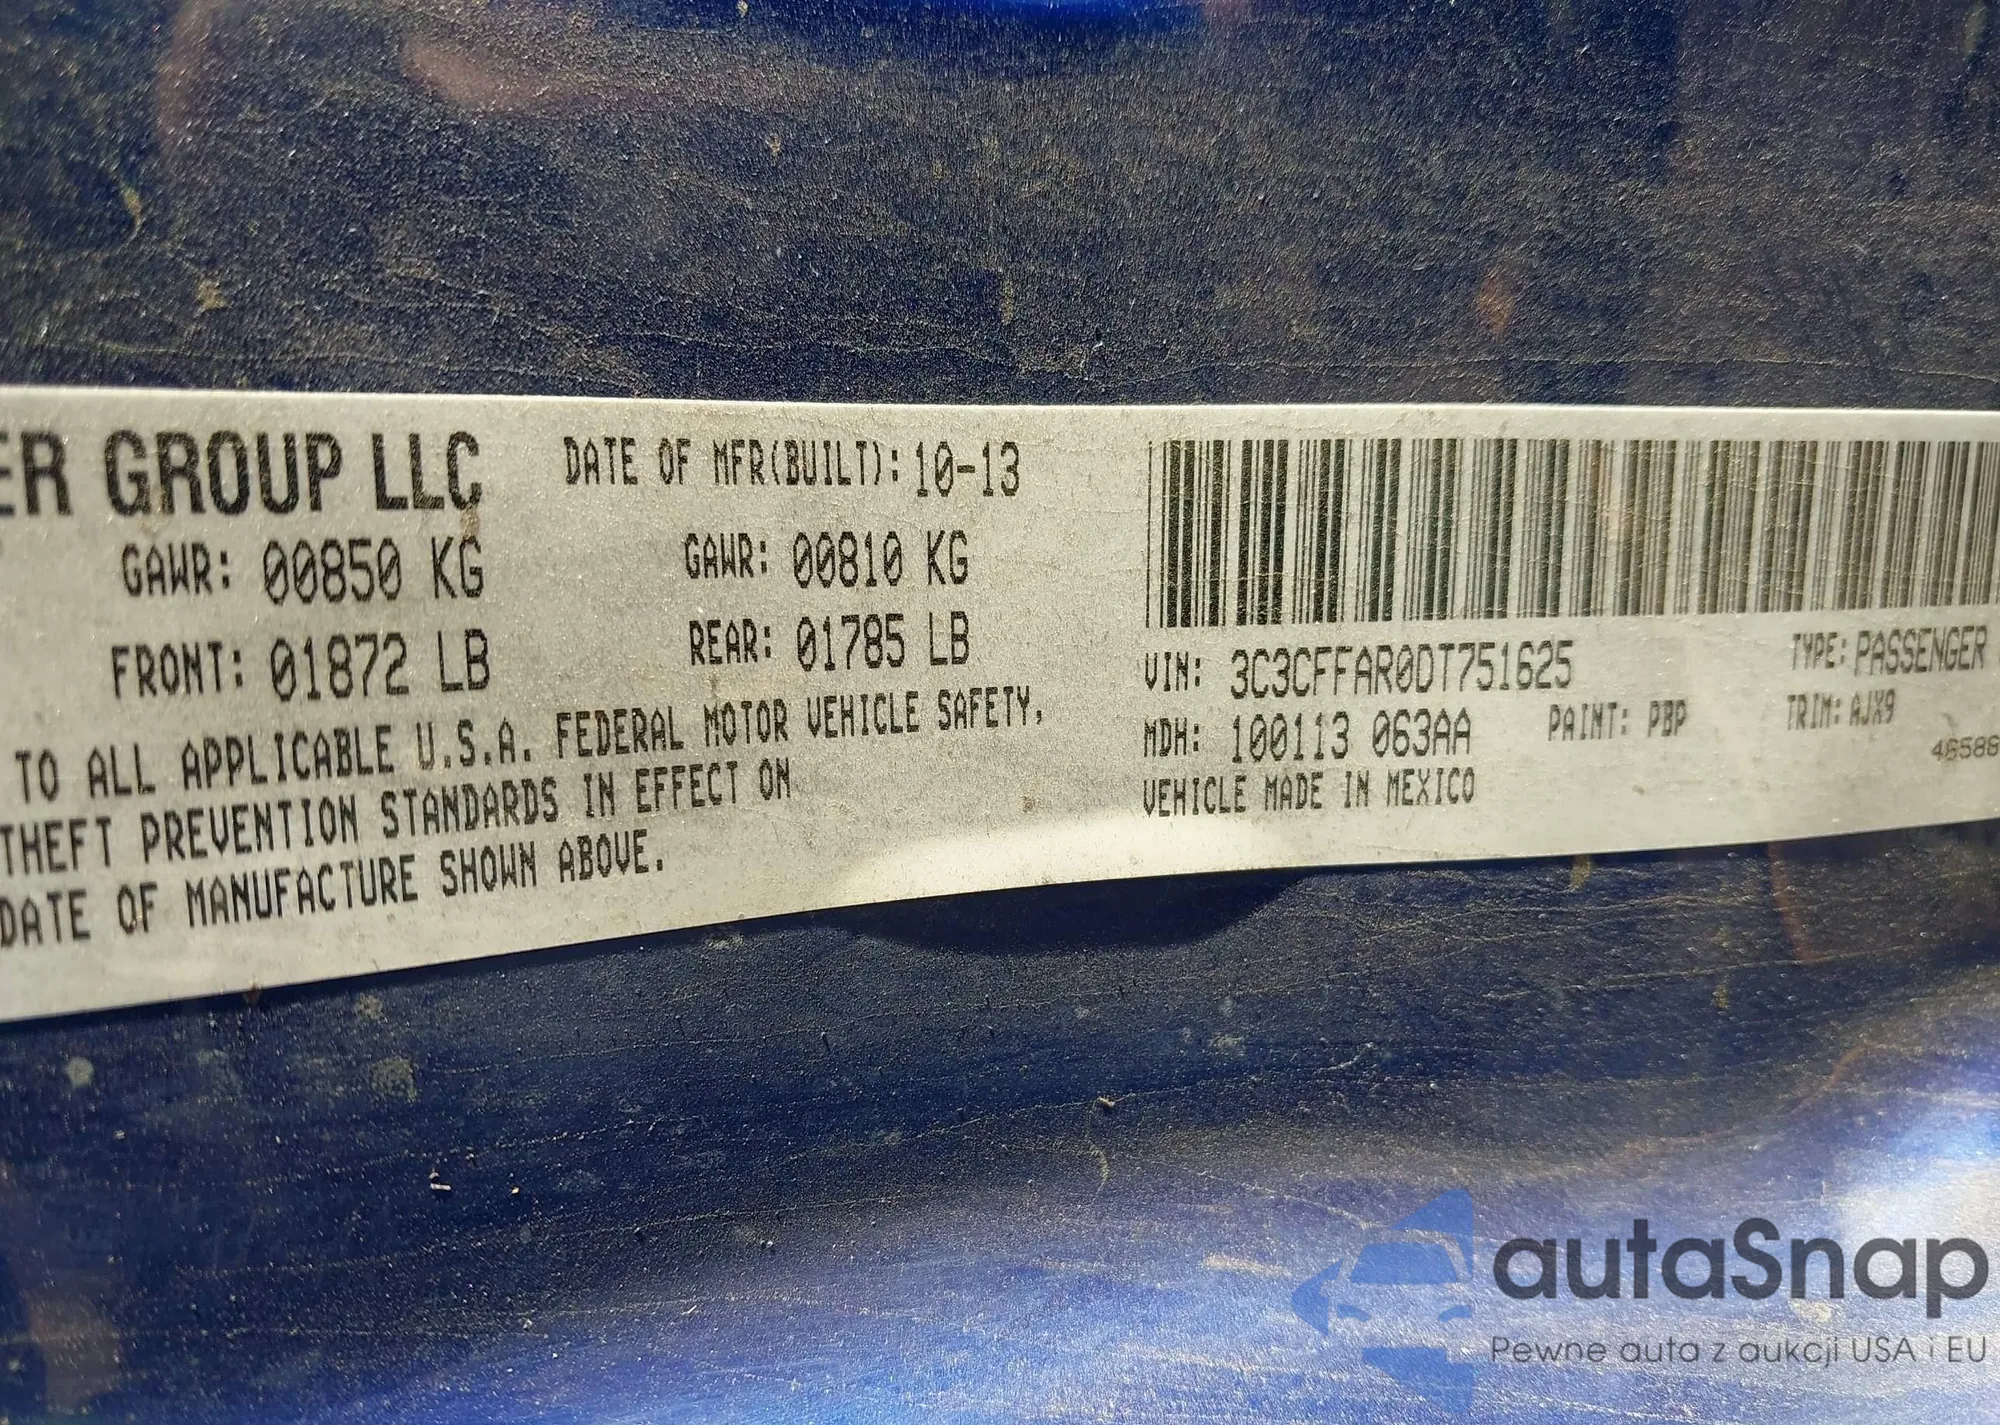 ER GROUP LLC
DATE OF MFR(BUILT): 10-13
GAWR: 00850 KG
GAWR: 00810 KG
FRONT: 01872 LB
REAR: 01785 LB
TO ALL APPLICABLE U.S.A. FEDERAL MOTOR VEHICLE SAFETY,
THEFT PREVENTION STANDARDS IN EFFECT ON
DATE OF MANUFACTURE SHOWN ABOVE.
VIN: 3C3CFFAR0DT751625
TYPE: PASSENGER
MDH: 100113 063AA
PAINT: PBP
TRIM: AJX9
VEHICLE MADE IN MEXICO
46588
autaSnap
Pewne auta z aukcji USA i EU